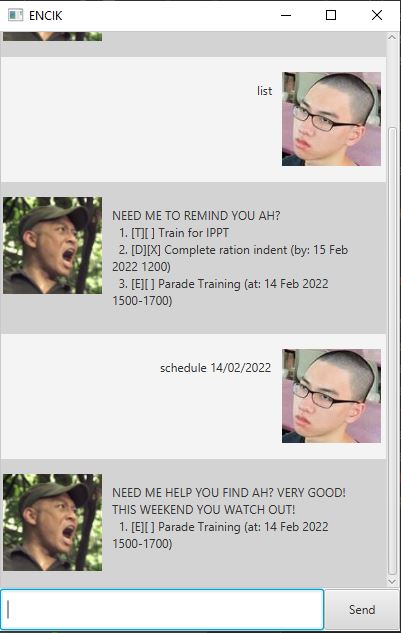 ENCIK
list
NEED ME TO REMIND YOU AH?
1. [T][ ] Train for IPPT
2. [D][X] Complete ration indent (by: 15 Feb
2022 1200)
3. [E][ ] Parade Training (at: 14 Feb 2022
1500-1700)
schedule 14/02/2022
NEED ME HELP YOU FIND AH? VERY GOOD!
THIS WEEKEND YOU WATCH OUT!
1. [E][ ] Parade Training (at: 14 Feb 2022
1500-1700)
Send